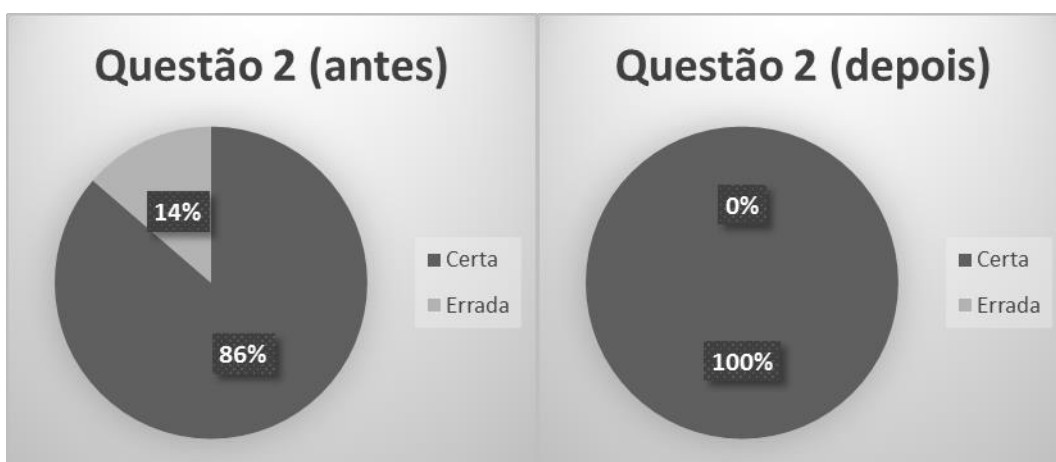 Questão 2 (antes)
14%
86%
Certa
Errada
Questão 2 (depois)
0%
100%
Certa
Errada